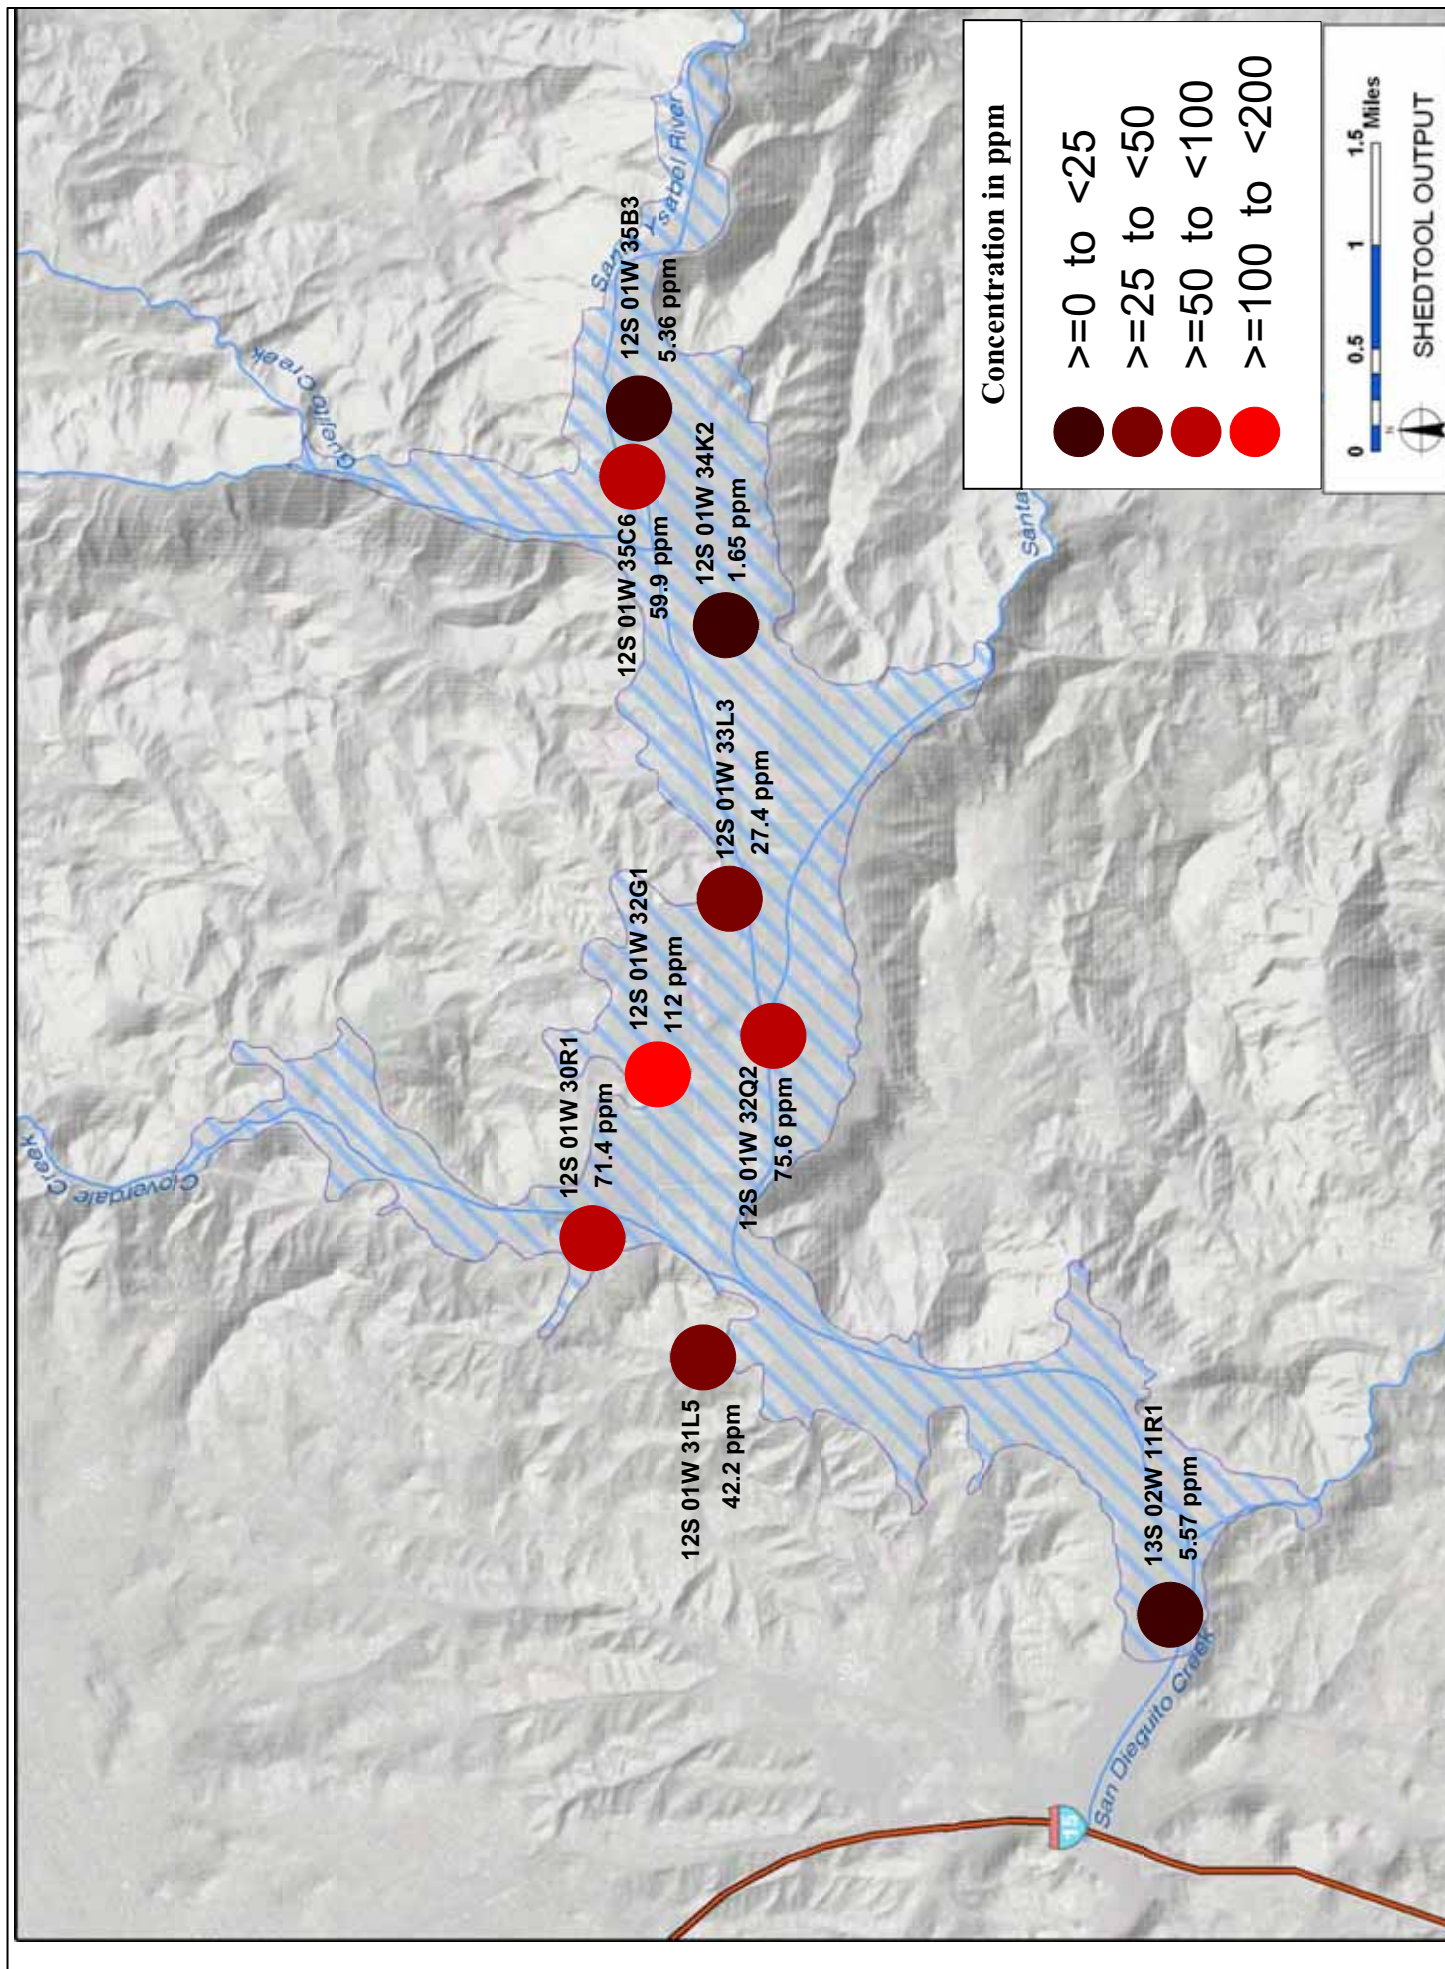 Cloverdale Creek
Guejito Creek
12S 01W 30R1
71.4 ppm
12S 01W 32G1
112 ppm
12S 01W 35C6
59.9 ppm
12S 01W 35B3
5.36 ppm
Ysabel River
12S 01W 31L5
42.2 ppm
12S 01W 32Q2
75.6 ppm
12S 01W 33L3
27.4 ppm
12S 01W 34K2
1.65 ppm
Santa
13S 02W 11R1
5.57 ppm
San Dieguito Creek
15
Concentration in ppm
>=0 to <25
>=25 to <50
>=50 to <100
>=100 to <200
0 0.5 1 1.5
Miles
N
SHEDTOOL OUTPUT